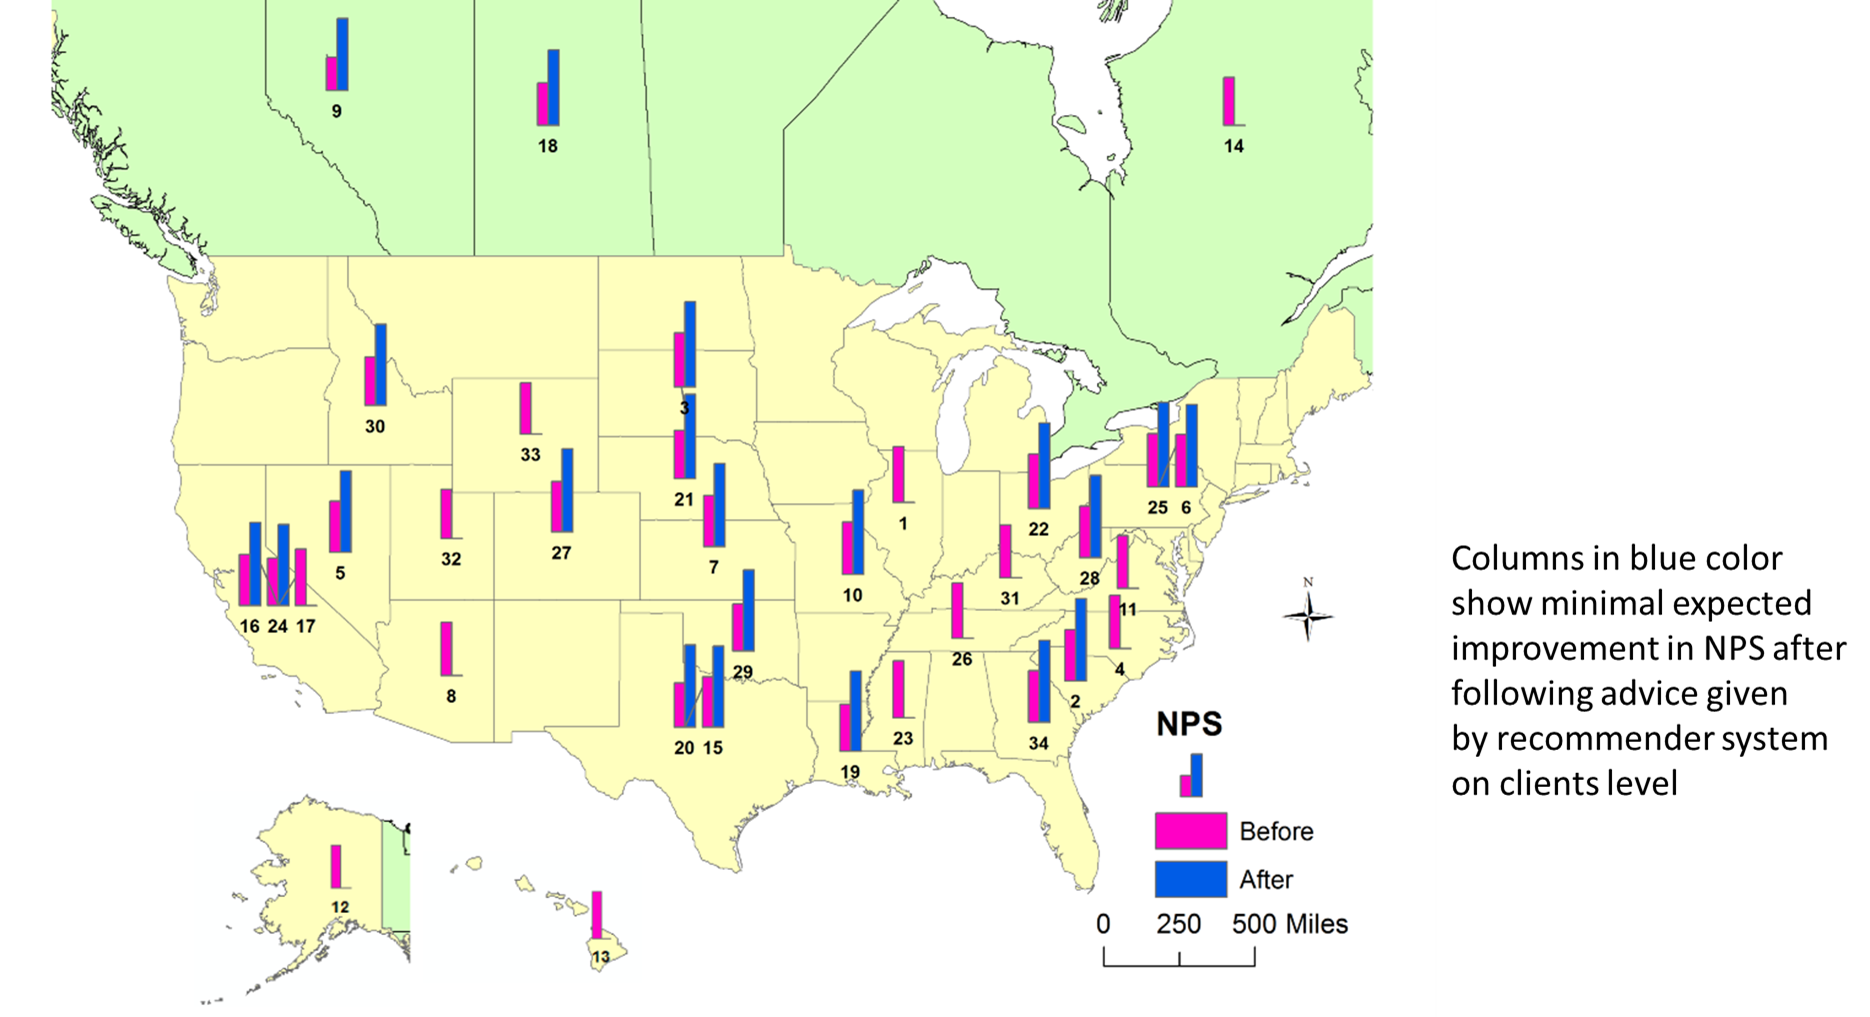 9
18
14
30
3
33
21
1
25 6
22
5
32
27
7
28
10
31
11
16 24 17
26
4
8
29
2
20 15
23
34
19
12
13
N
NPS
Before
After
0 250 500 Miles
Columns in blue color
show minimal expected
improvement in NPS after
following advice given
by recommender system
on clients level